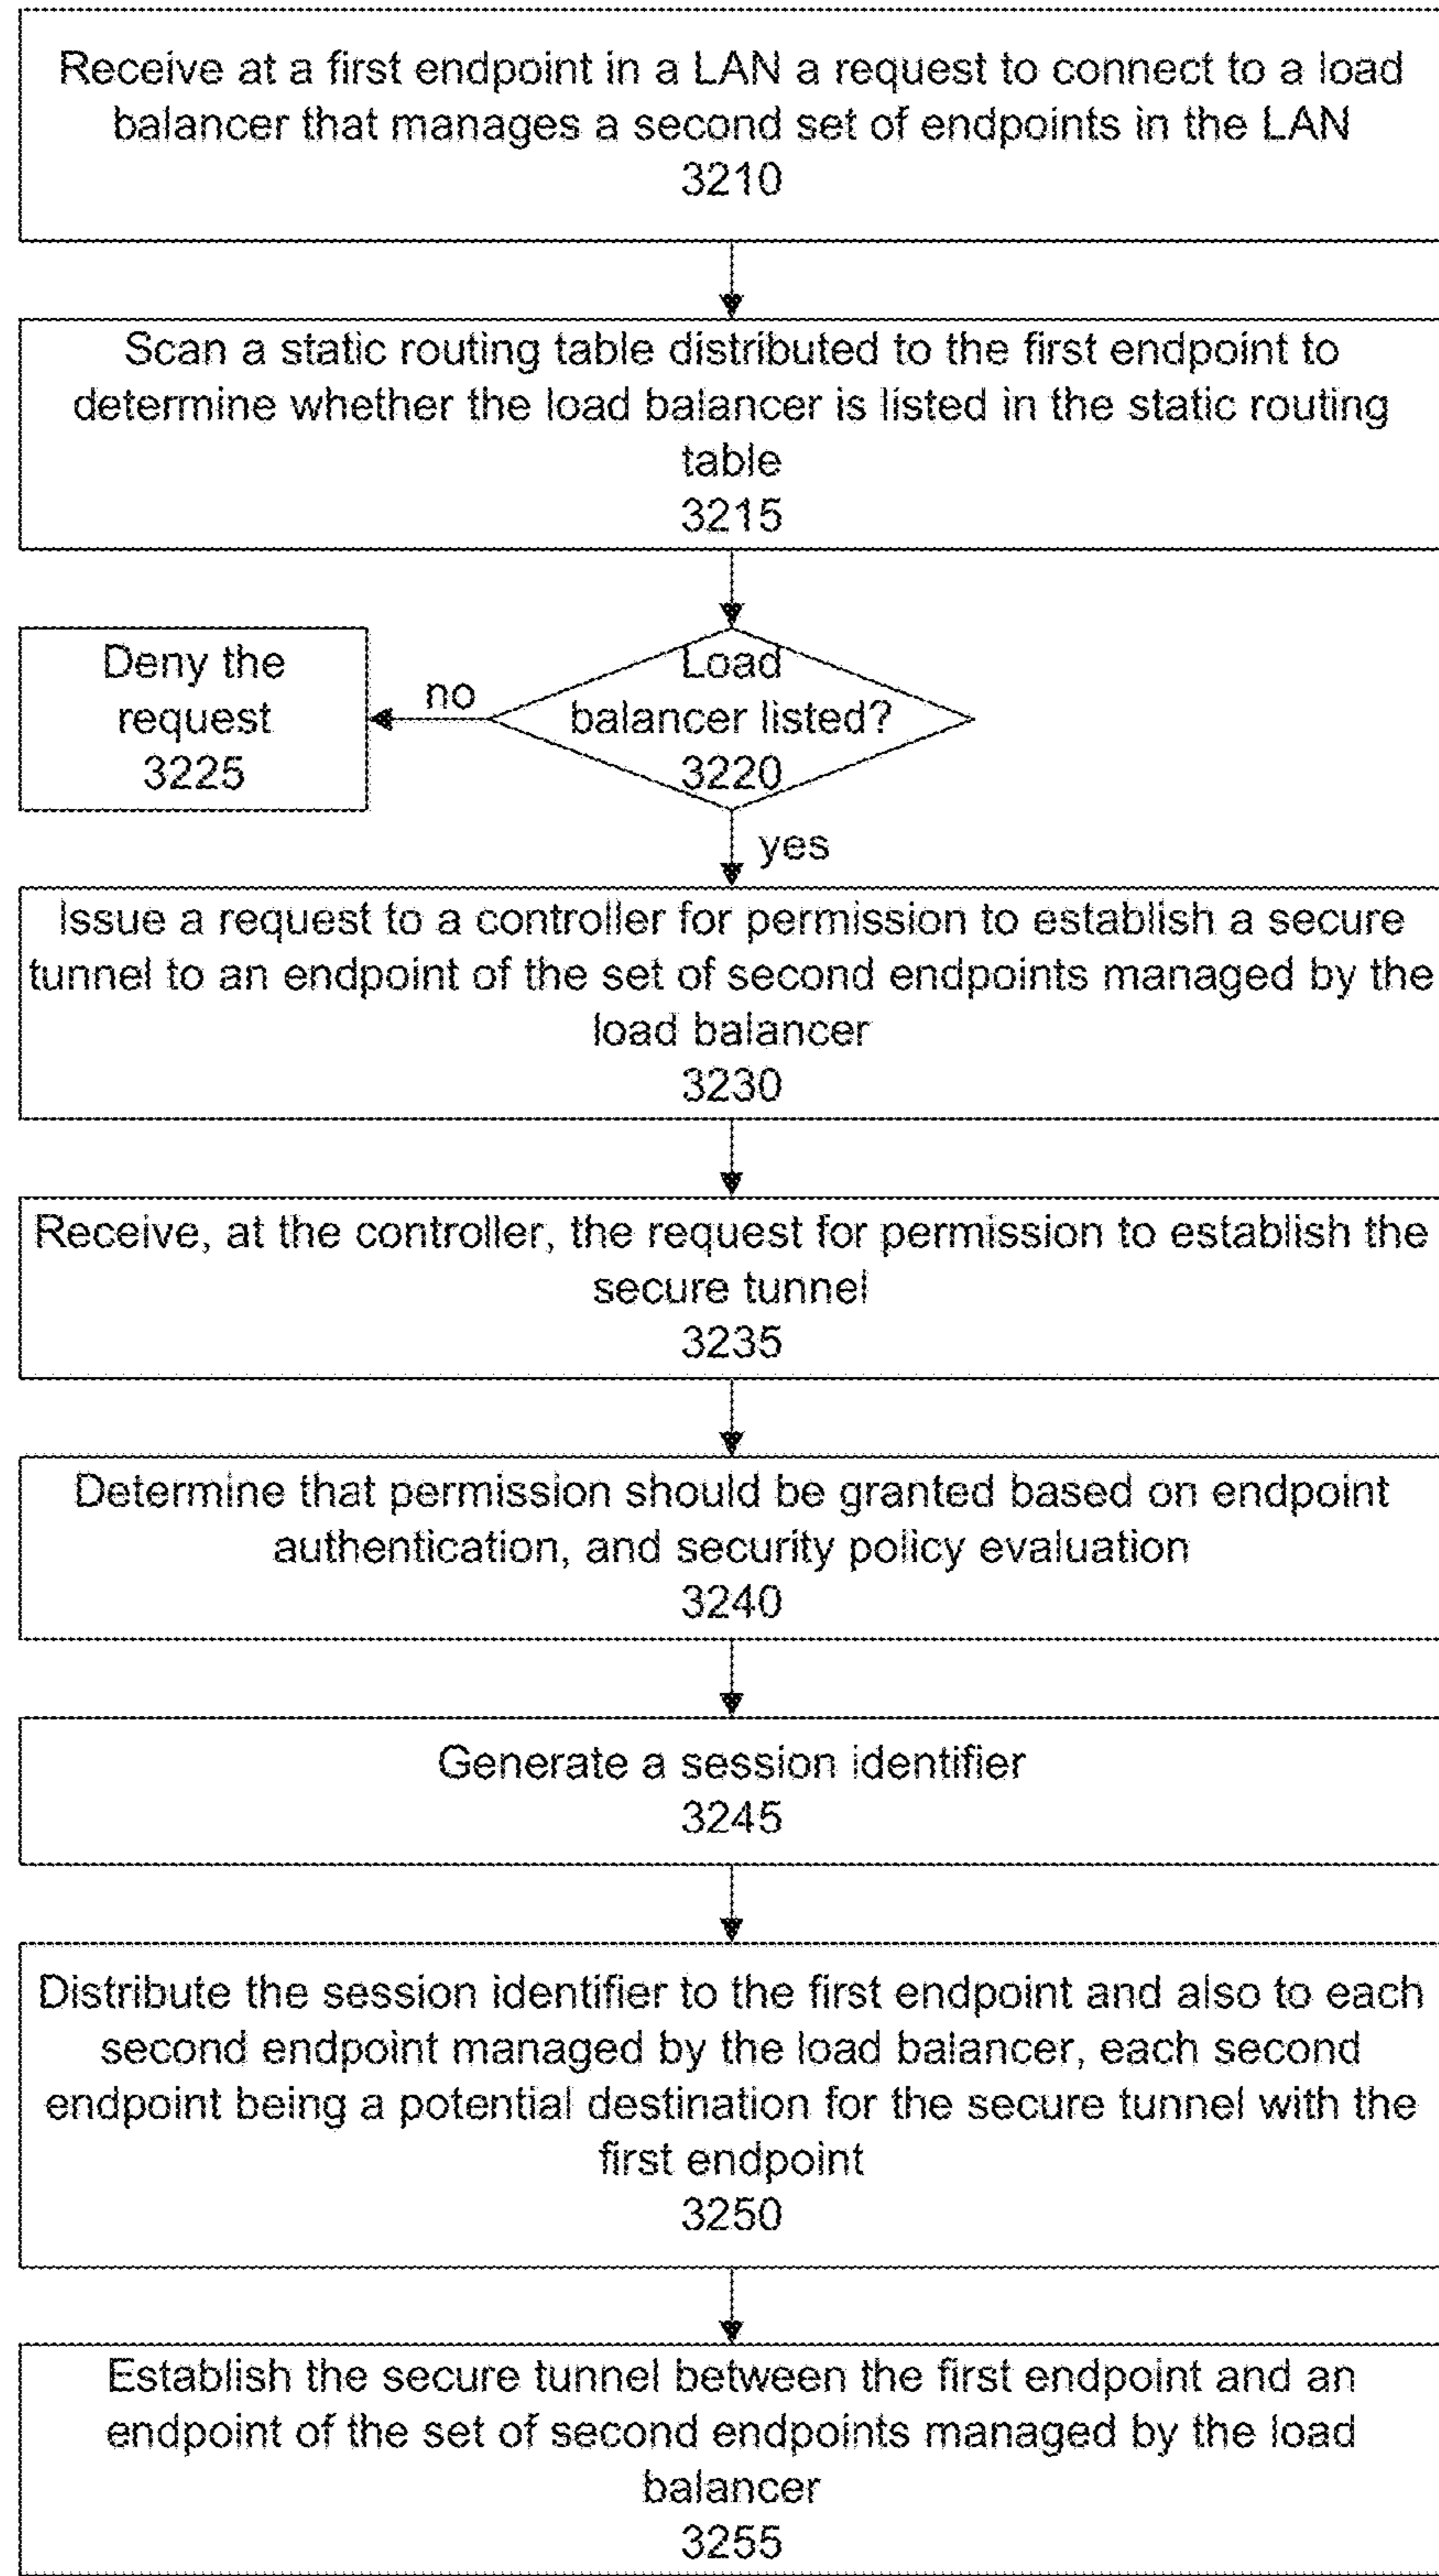 Receive at a first endpoint in a LAN a request to connect to a load
balancer that manages a second set of endpoints in the LAN
3210
Scan a static routing table distributed to the first endpoint to
determine whether the load balancer is listed in the static routing
table
3215
Deny the
request
3225
no
Load
balancer listed?
3220
yes
Issue a request to a controller for permission to establish a secure
tunnel to an endpoint of the set of second endpoints managed by the
load balancer
3230
Receive, at the controller, the request for permission to establish the
secure tunnel
3235
Determine that permission should be granted based on endpoint
authentication, and security policy evaluation
3240
Generate a session identifier
3245
Distribute the session identifier to the first endpoint and also to each
second endpoint managed by the load balancer, each second
endpoint being a potential destination for the secure tunnel with the
first endpoint
3250
Establish the secure tunnel between the first endpoint and an
endpoint of the set of second endpoints managed by the load
balancer
3255